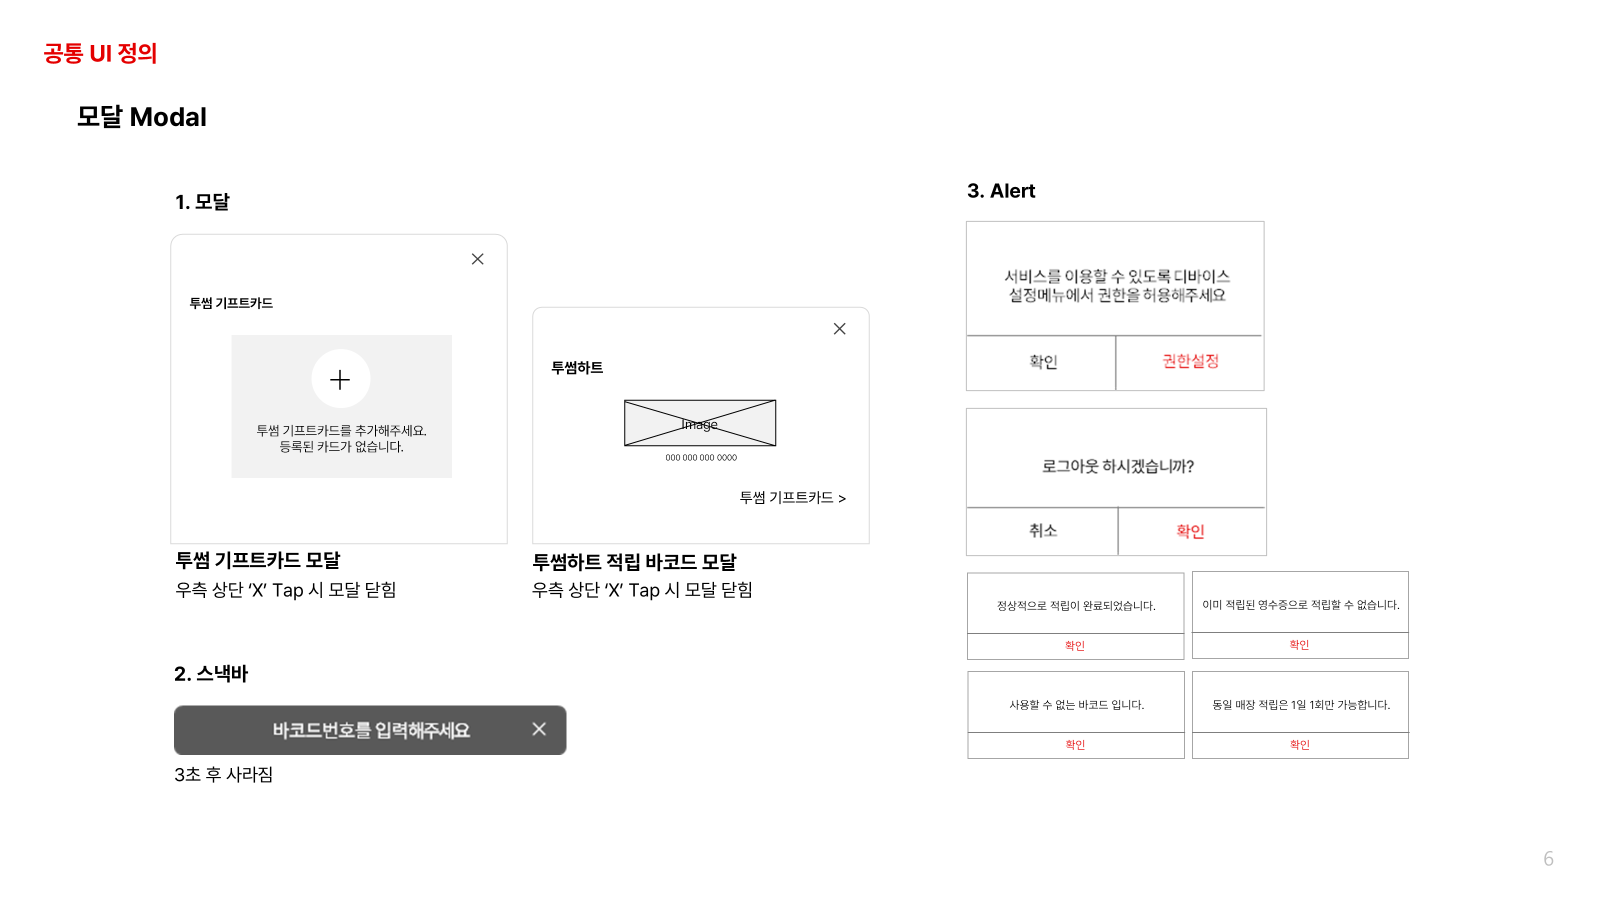 공통 UI 정의
모달 Modal
1. 모달
투썸 기프트카드
투썸 기프트카드를 추가해주세요.
등록된 카드가 없습니다.
투썸 기프트카드 모달
우측 상단 ‘X’ Tap 시 모달 닫힘
투썸하트
Image
000 000 000 0000
투썸 기프트카드 >
투썸하트 적립 바코드 모달
우측 상단 ‘X’ Tap 시 모달 닫힘
2. 스낵바
바코드번호를 입력해주세요
3초 후 사라짐
3. Alert
서비스를 이용할 수 있도록 디바이스
설정메뉴에서 권한을 허용해주세요
확인
권한설정
로그아웃 하시겠습니까?
취소
확인
정상적으로 적립이 완료되었습니다.
확인
이미 적립된 영수증으로 적립할 수 없습니다.
확인
사용할 수 없는 바코드 입니다.
확인
동일 매장 적립은 1일 1회만 가능합니다.
확인
6